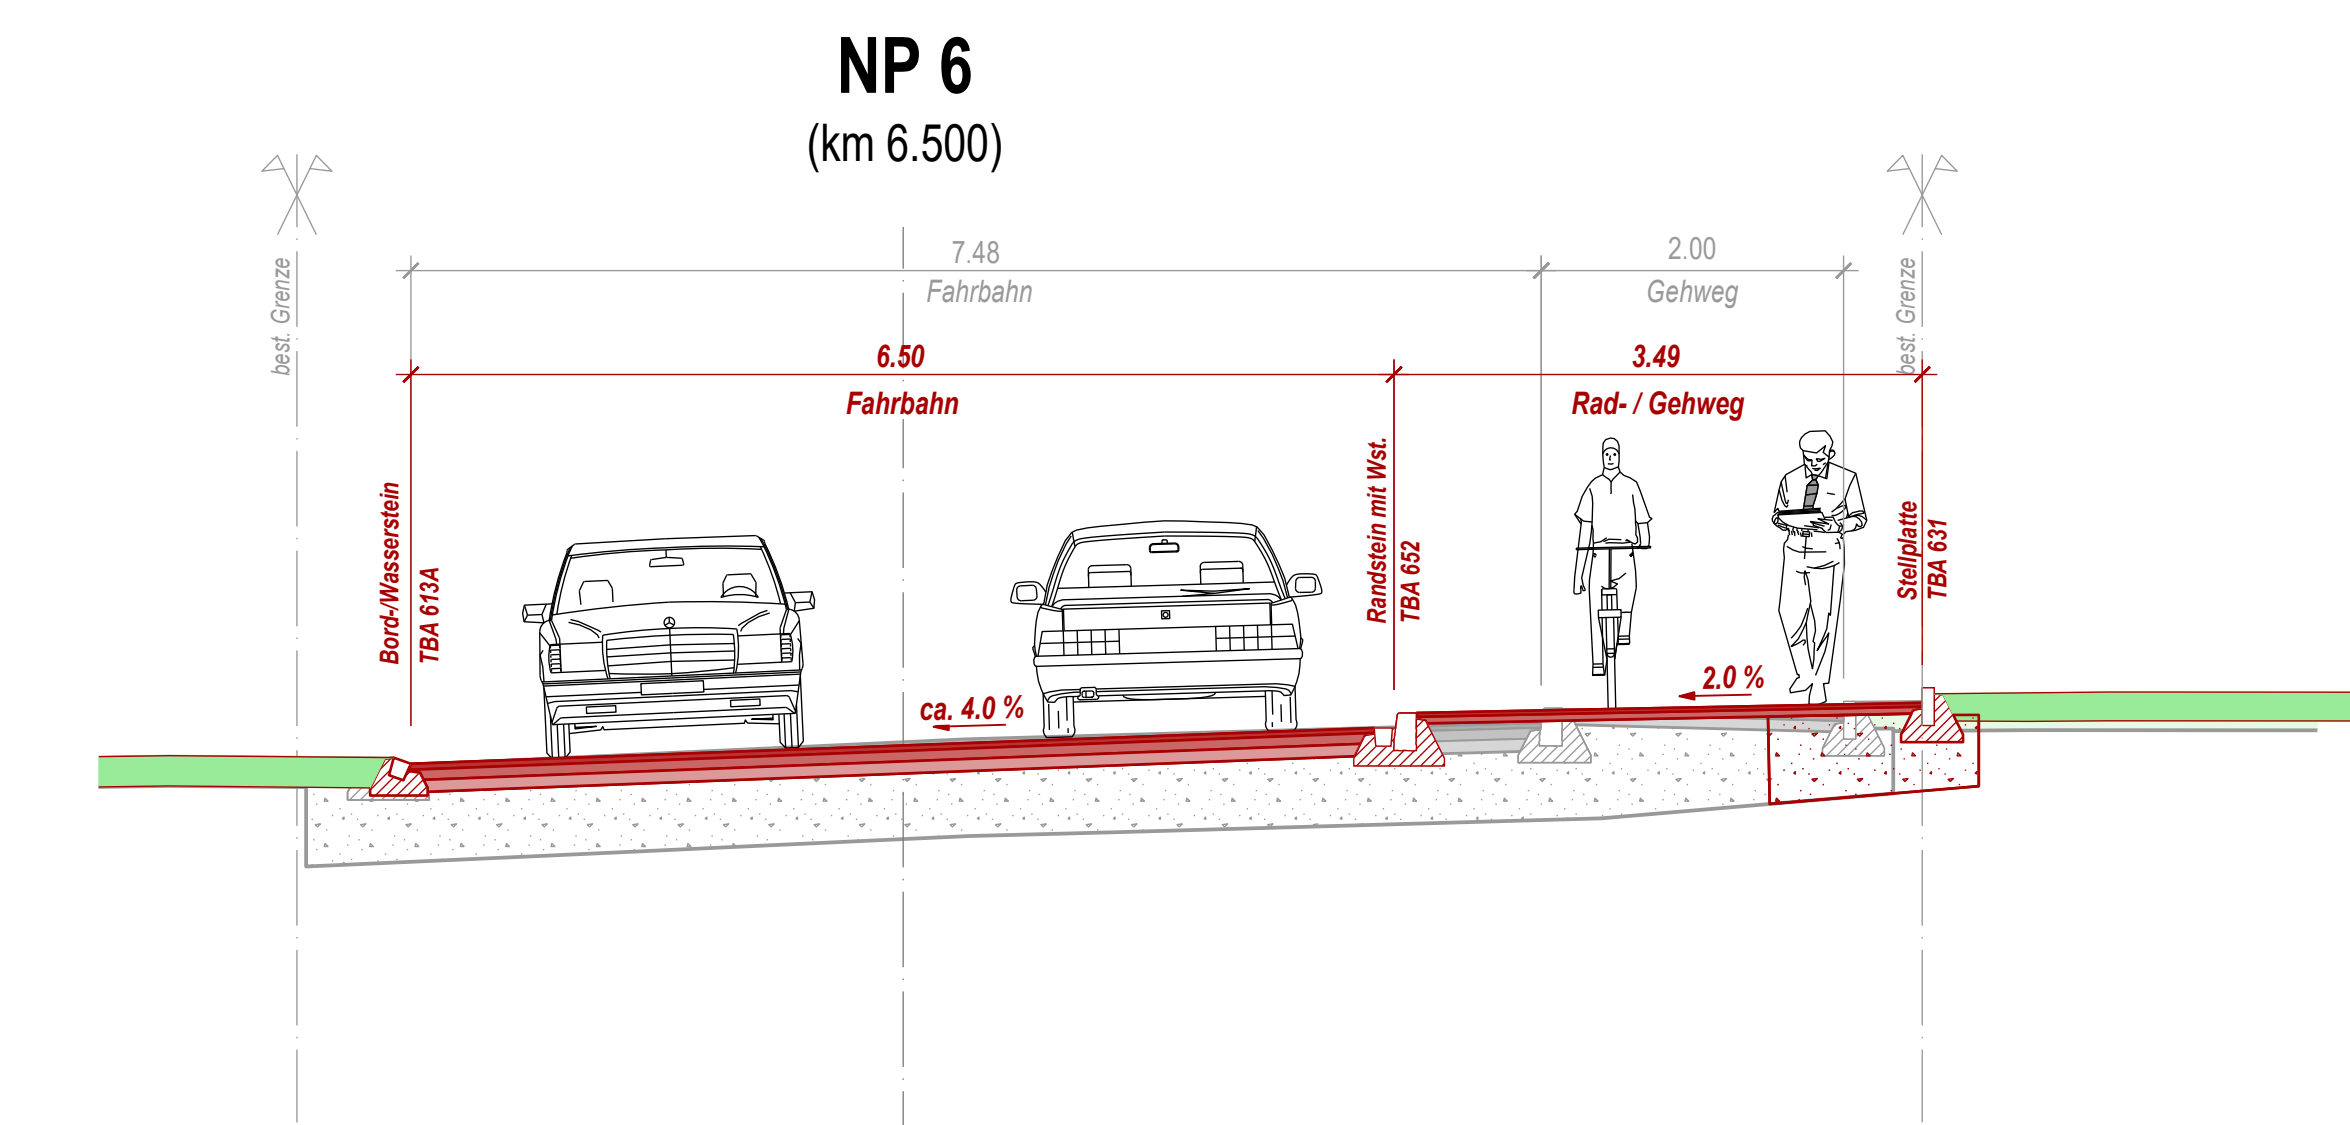 NP 6
(km 6.500)
best. Grenze
7.48
Fahrbahn
2.00
Gehweg
best. Grenze
6.50
Fahrbahn
3.49
Rad- / Gehweg
Bord-/Wasserstein
TBA 613A
Randstein mit Wst.
TBA 652
Stellplatte
TBA 631
ca. 4.0 %
2.0 %